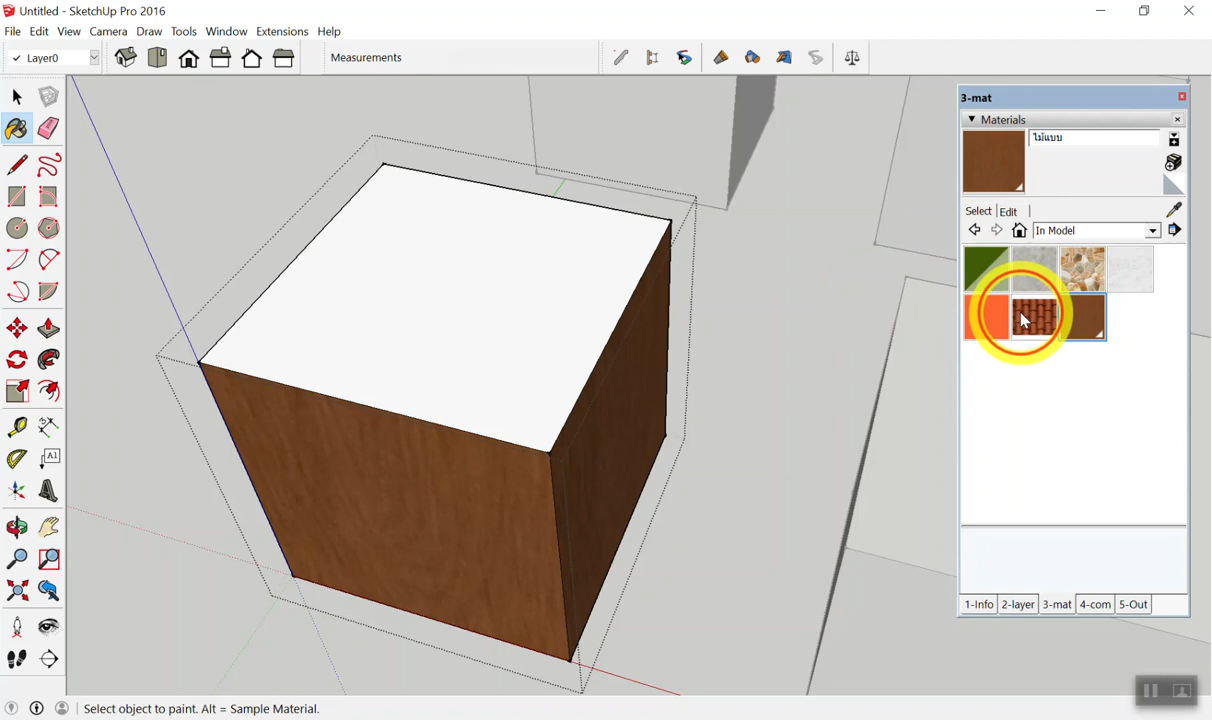 Untitled - SketchUp Pro 2016
File Edit View Camera Draw Tools Window Extensions Help
Layer0
Measurements
3-mat
Materials
ไม้แบบ
Select Edit
In Model
A1
1-Info 2-layer 3-mat 4-com 5-Out
Select object to paint. Alt = Sample Material.